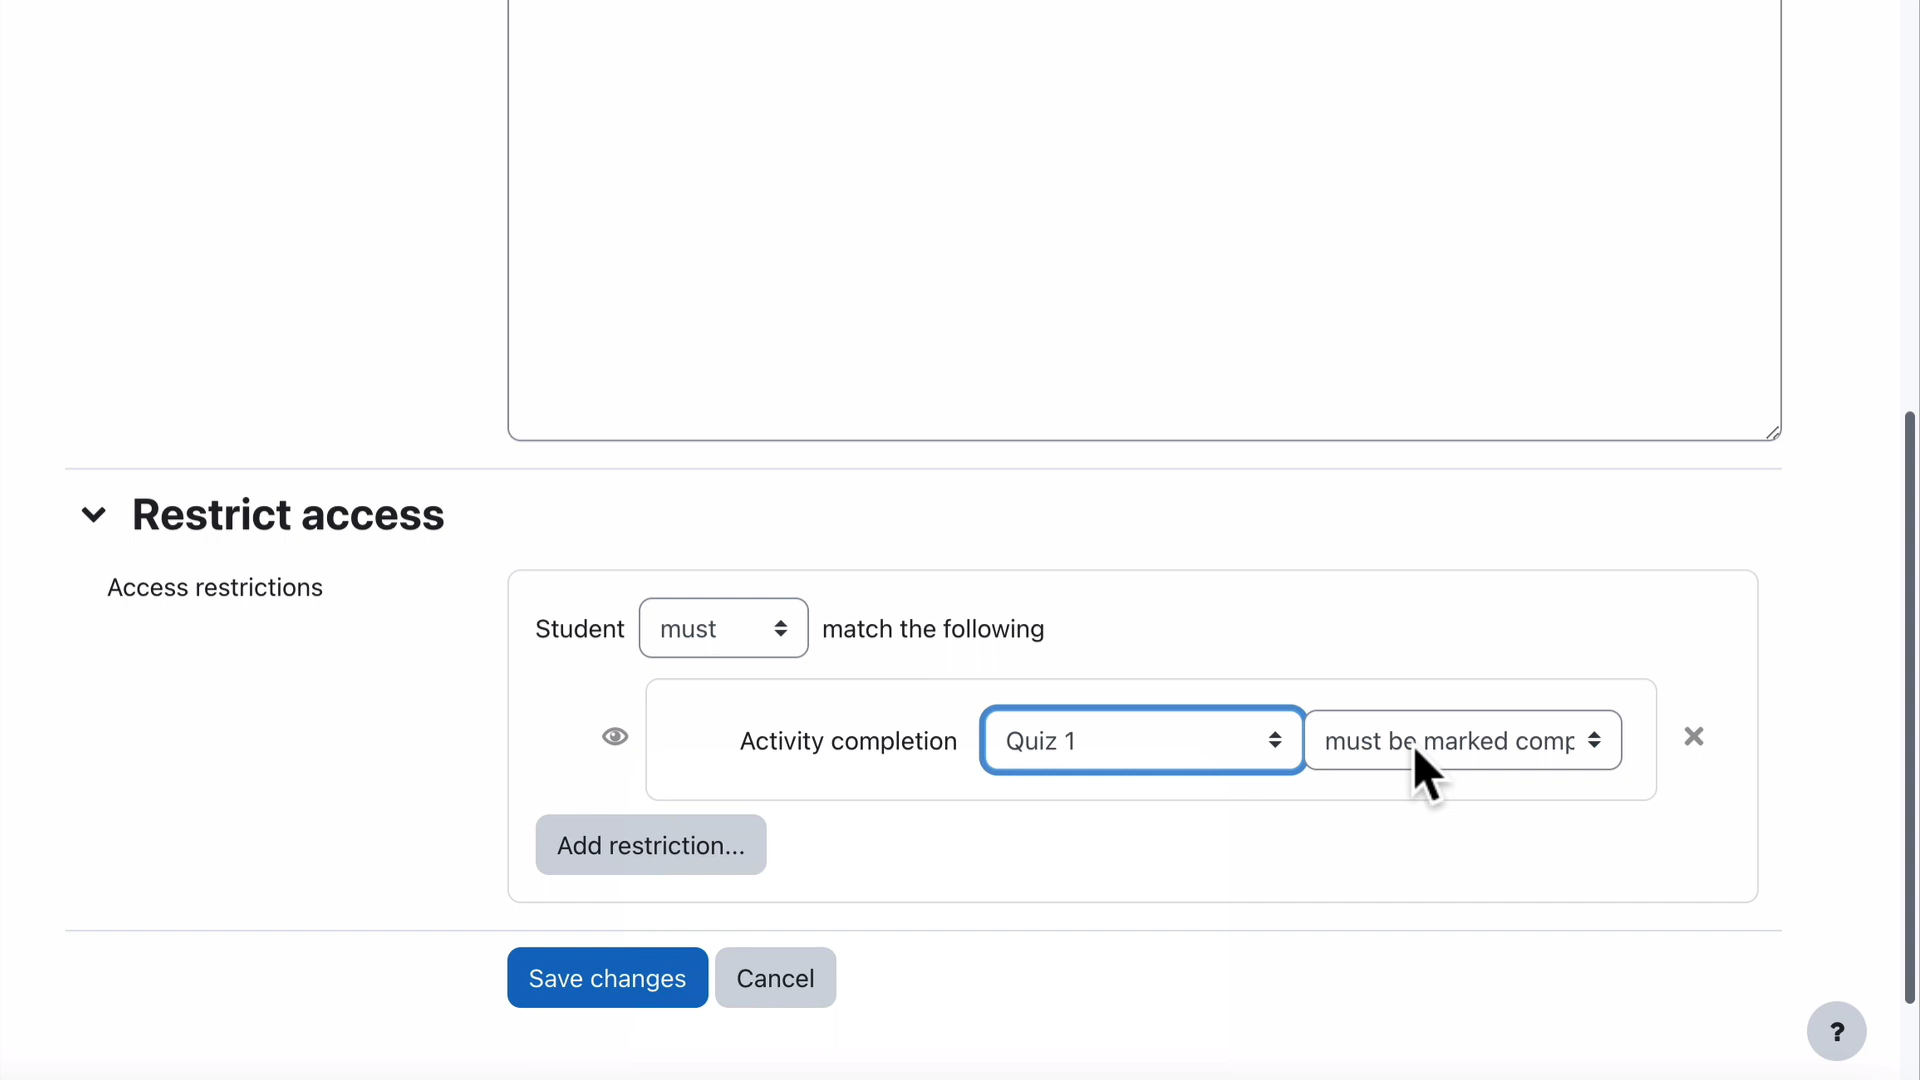 Restrict access
Access restrictions
Student must match the following
Activity completion Quiz 1 must be marked comp
Add restriction...
Save changes Cancel
?